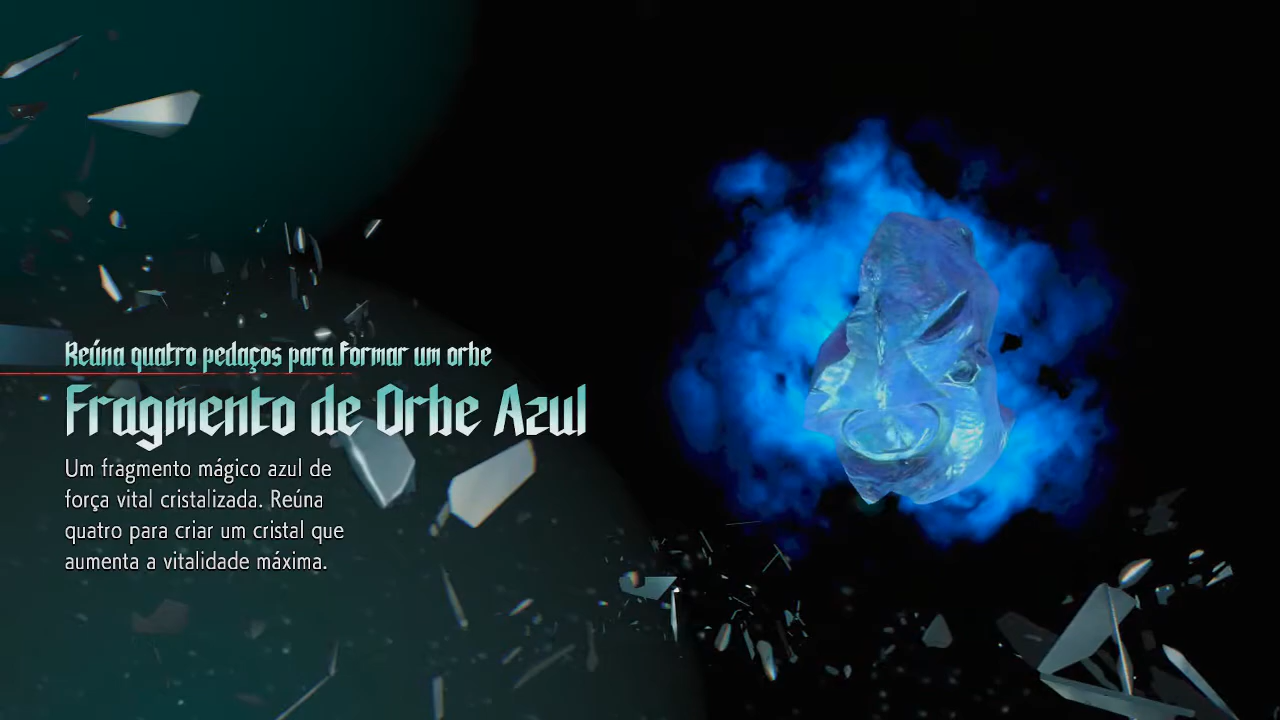 Reúna quatro pedaços para formar um orbe
Fragmento de Orbe Azul
Um fragmento mágico azul de
força vital cristalizada. Reúna
quatro para criar um cristal que
aumenta a vitalidade máxima.